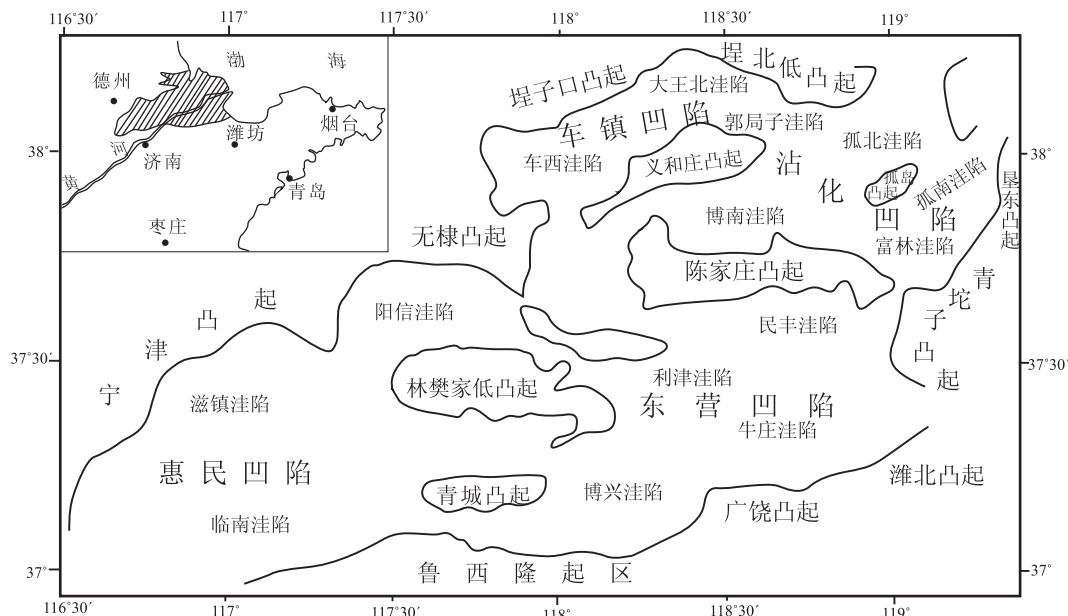 116°30′ 117° 117°30′ 118° 118°30′ 119°
渤 海
德州
烟台
潍坊
河
济南
黄
青岛
枣庄
38°
37°30′
37°
38°
37°30′
37°
埕北低凸起
埕子口凸起
大王北洼陷
车镇凹陷
郭局子洼陷
孤北洼陷
车西洼陷
义和庄凸起
沾化凹陷
孤岛
凸起
孤南洼陷
垦东凸起
博南洼陷
富林洼陷
无棣凸起
陈家庄凸起
青坨子凸起
宁津凸起
阳信洼陷
民丰洼陷
利津洼陷
林樊家低凸起
滋镇洼陷
东营凹陷
牛庄洼陷
惠民凹陷
青城凸起
博兴洼陷
潍北凸起
广饶凸起
临南洼陷
鲁西隆起区
116°30′ 117° 117°30′ 118° 118°30′ 119°